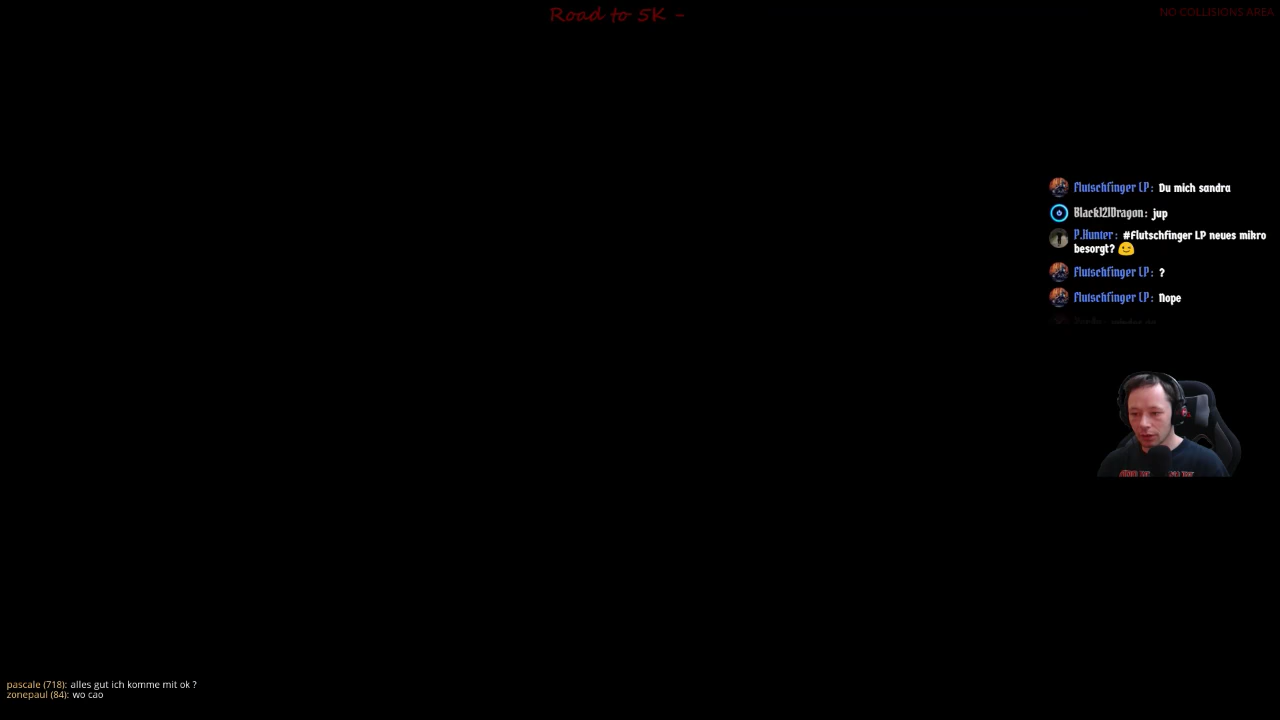 Road to 5K -
NO COLLISIONS AREA
Flutschfinger LP: Du mich sandra
Black121Dragon: jup
P.Hunter: #Flutschfinger LP neues mikro
besorgt? 😉
Flutschfinger LP: ?
Flutschfinger LP: Nope
pascale (718): alles gut ich komme mit ok ?
zonepaul (84): wo cao